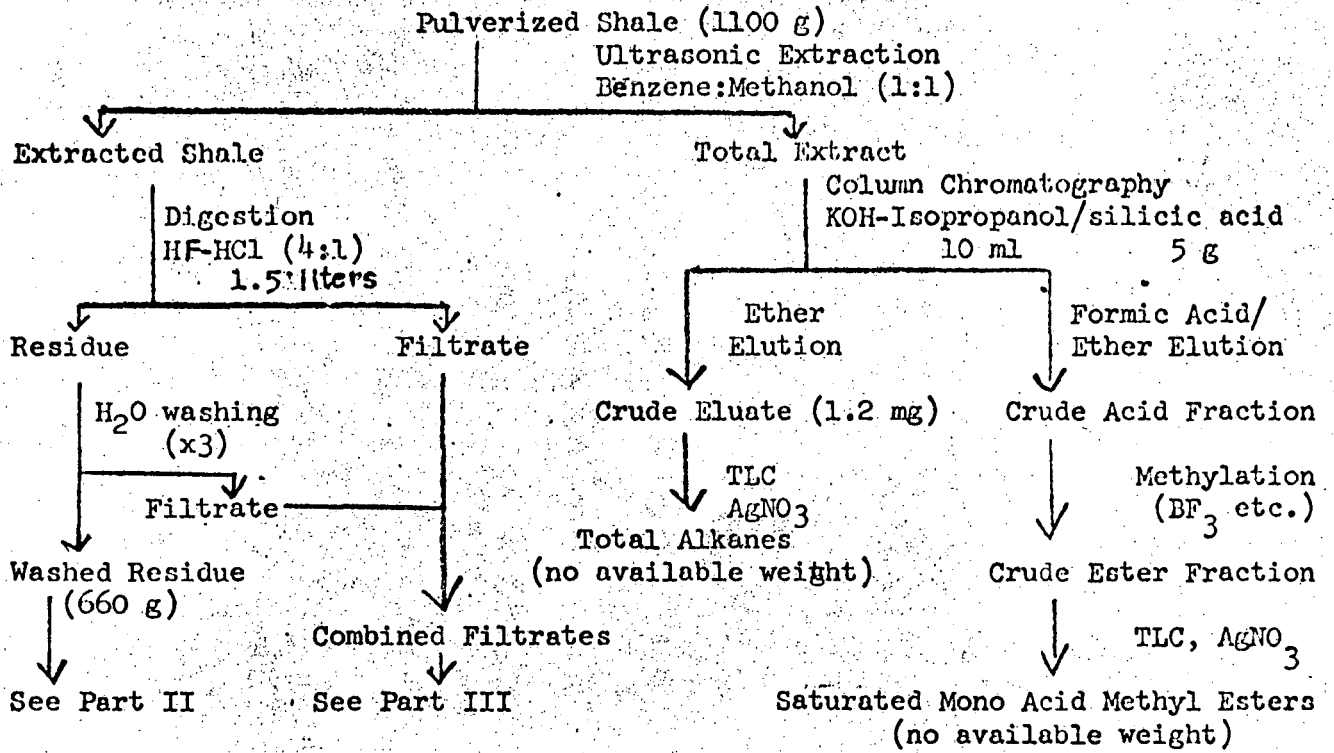 Pulverized Shale (1100 g)
Ultrasonic Extraction
Benzene:Methanol (1:1)
Extracted Shale
Total Extract
Digestion
HF-HCl (4:1)
1.5 liters
Column Chromatography
KOH-Isopropanol/silicic acid
10 ml 5 g
Residue
Filtrate
Ether
Elution
Formic Acid/
Ether Elution
H2O washing
(x3)
Filtrate
Crude Eluate (1.2 mg)
Crude Acid Fraction
TLC
AgNO3
Methylation
(BF3 etc.)
Total Alkanes
(no available weight)
Washed Residue
(660 g)
Crude Ester Fraction
Combined Filtrates
TLC, AgNO3
See Part II
See Part III
Saturated Mono Acid Methyl Esters
(no available weight)